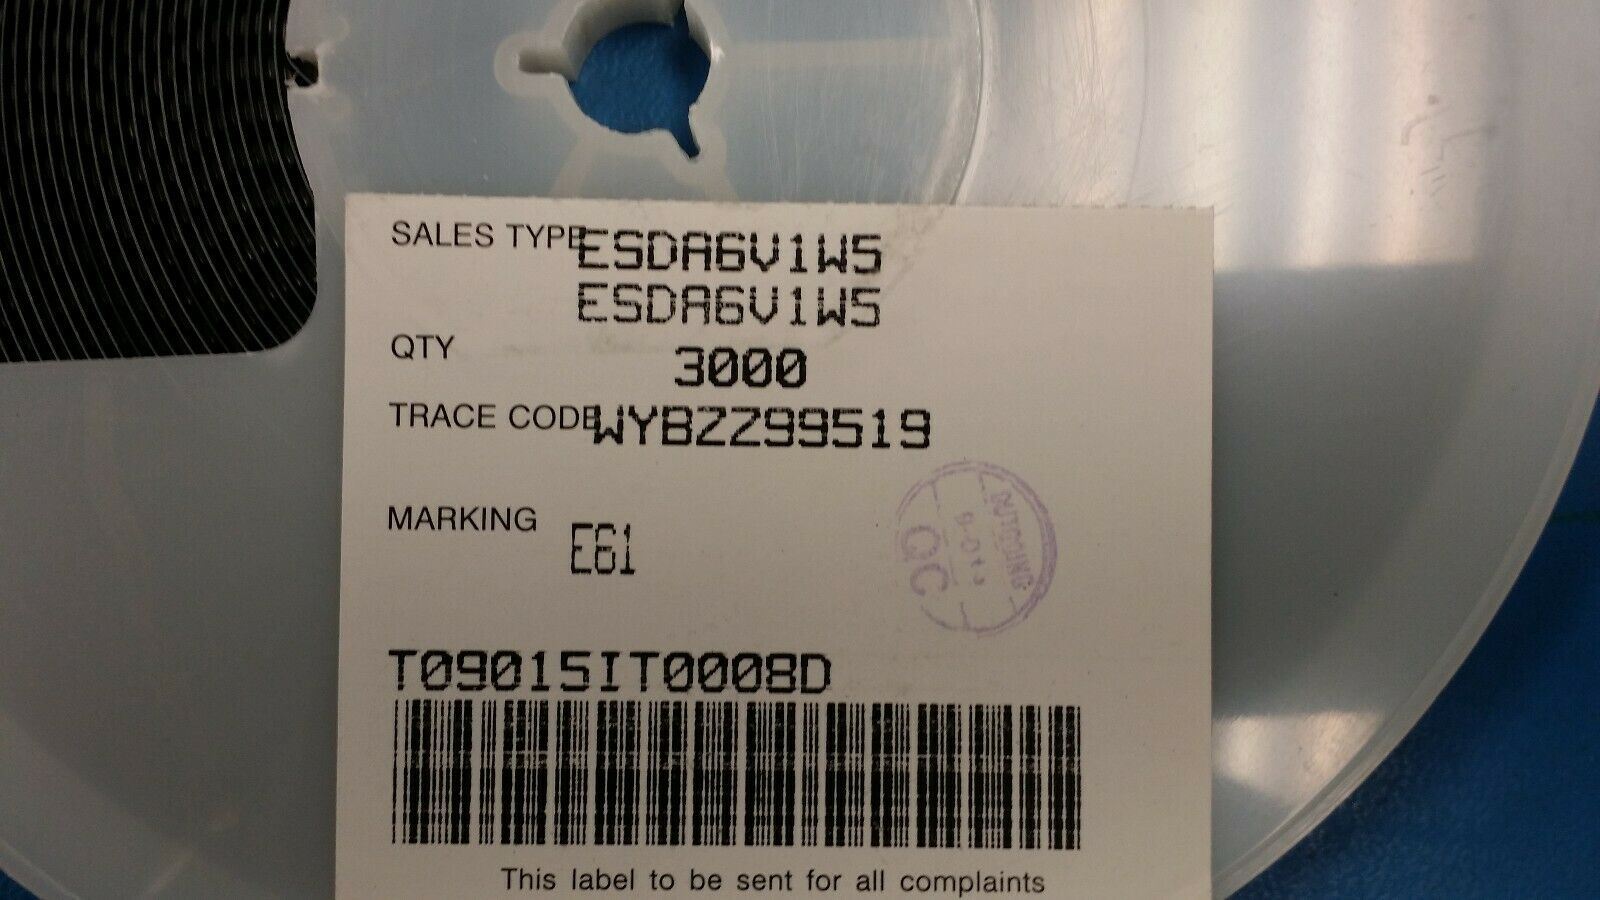 SALES TYPE ESDA6V1W5
ESDA6V1W5
QTY 3000
TRACE CODE WYBZZ99519
MARKING E61
OUTGOING
QC
T09015IT0008D
This label to be sent for all complaints